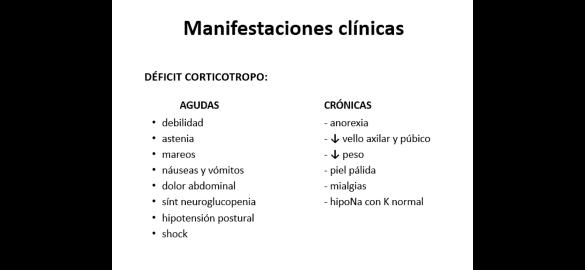 Manifestaciones clínicas
DÉFICIT CORTICOTROPO:
AGUDAS
• debilidad
• astenia
• mareos
• náuseas y vómitos
• dolor abdominal
• sínt neuroglucopenia
• hipotensión postural
• shock
CRÓNICAS
- anorexia
- ↓ vello axilar y púbico
- ↓ peso
- piel pálida
- mialgias
- hipoNa con K normal